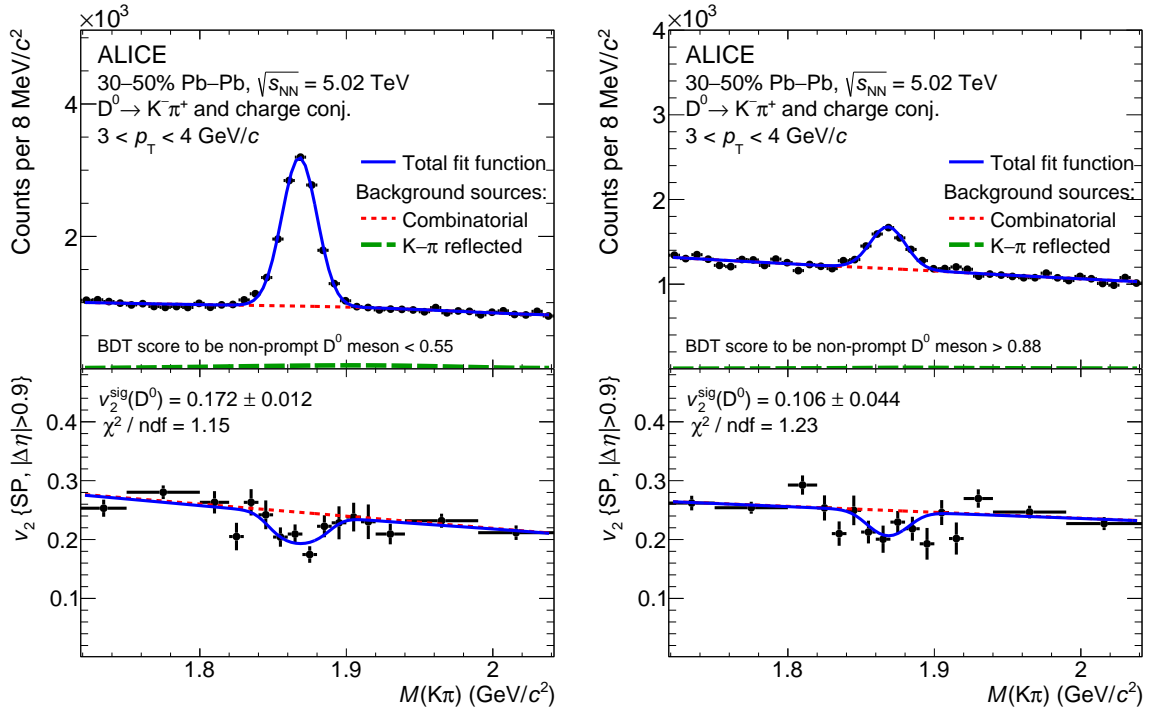 ×10³
ALICE
30–50% Pb–Pb, √s_NN = 5.02 TeV
D⁰ → K⁻π⁺ and charge conj.
3 < p_T < 4 GeV/c
Total fit function
Background sources:
Combinatorial
K–π reflected
BDT score to be non-prompt D⁰ meson < 0.55
Counts per 8 MeV/c²
4
2
v₂^sig(D⁰) = 0.172 ± 0.012
χ² / ndf = 1.15
v₂ {SP, |Δη|>0.9}
0.4
0.3
0.2
0.1
1.8 1.9 2
M(Kπ) (GeV/c²)
×10³
ALICE
30–50% Pb–Pb, √s_NN = 5.02 TeV
D⁰ → K⁻π⁺ and charge conj.
3 < p_T < 4 GeV/c
Total fit function
Background sources:
Combinatorial
K–π reflected
BDT score to be non-prompt D⁰ meson > 0.88
Counts per 8 MeV/c²
4
3
2
1
v₂^sig(D⁰) = 0.106 ± 0.044
χ² / ndf = 1.23
v₂ {SP, |Δη|>0.9}
0.4
0.3
0.2
0.1
1.8 1.9 2
M(Kπ) (GeV/c²)